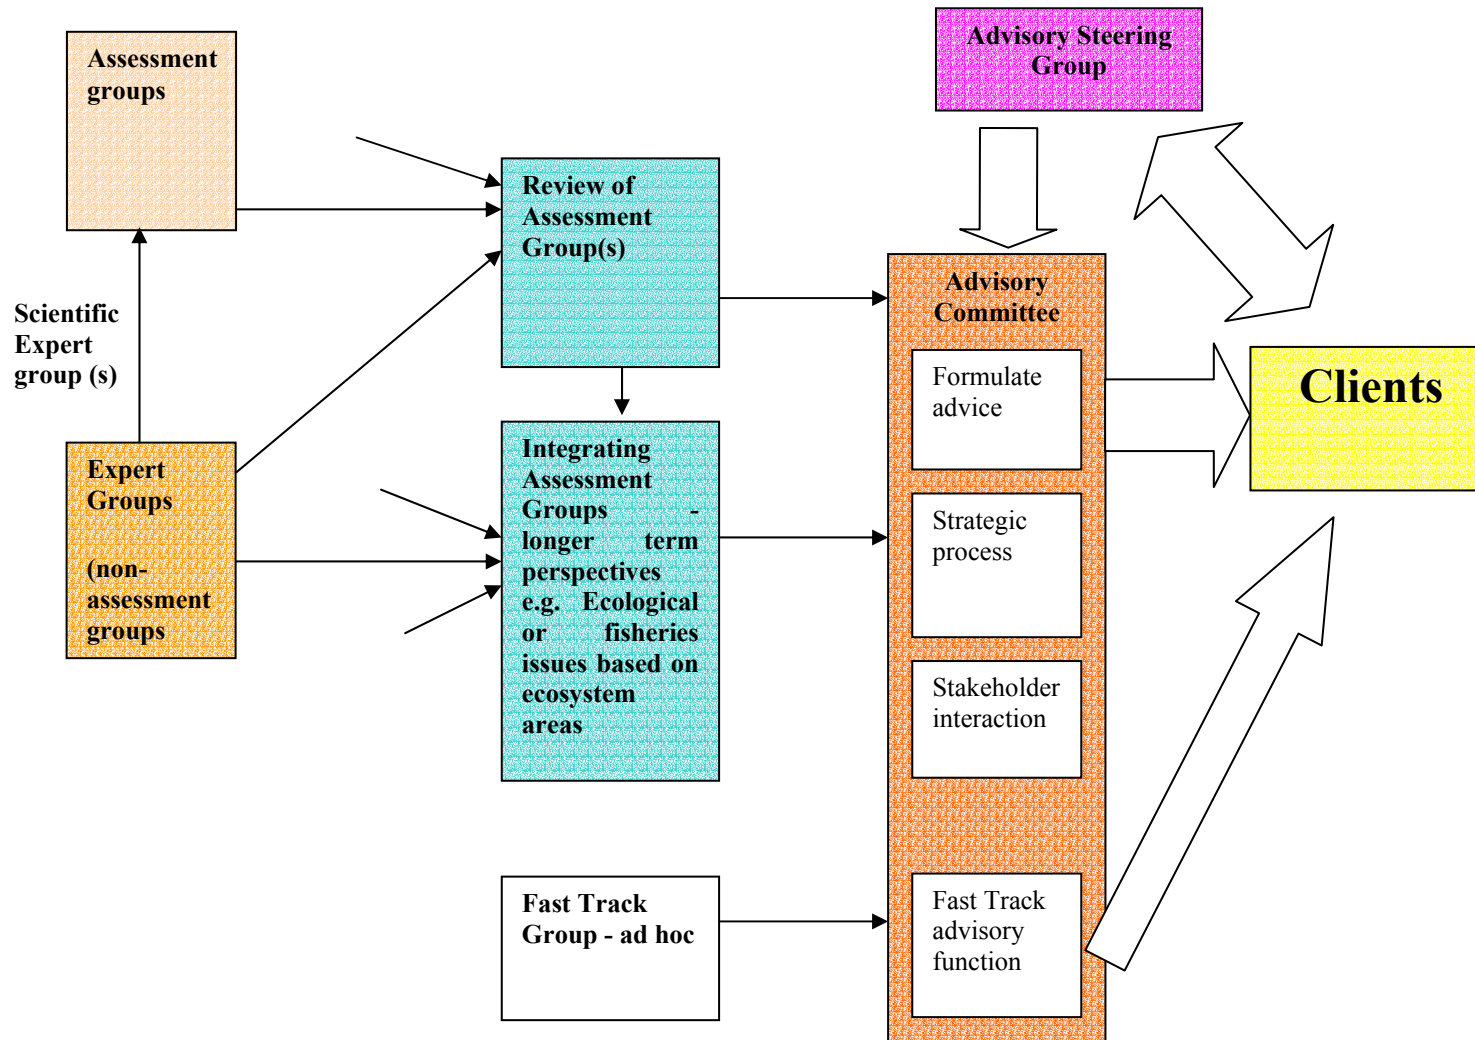 Assessment
groups
Advisory Steering
Group
Review of
Assessment
Group(s)
Advisory
Committee
Scientific
Expert
group (s)
Formulate
advice
Clients
Expert
Groups
(non-
assessment
groups
Integrating
Assessment
Groups -
longer term
perspectives
e.g. Ecological
or fisheries
issues based on
ecosystem
areas
Strategic
process
Stakeholder
interaction
Fast Track
Group - ad hoc
Fast Track
advisory
function